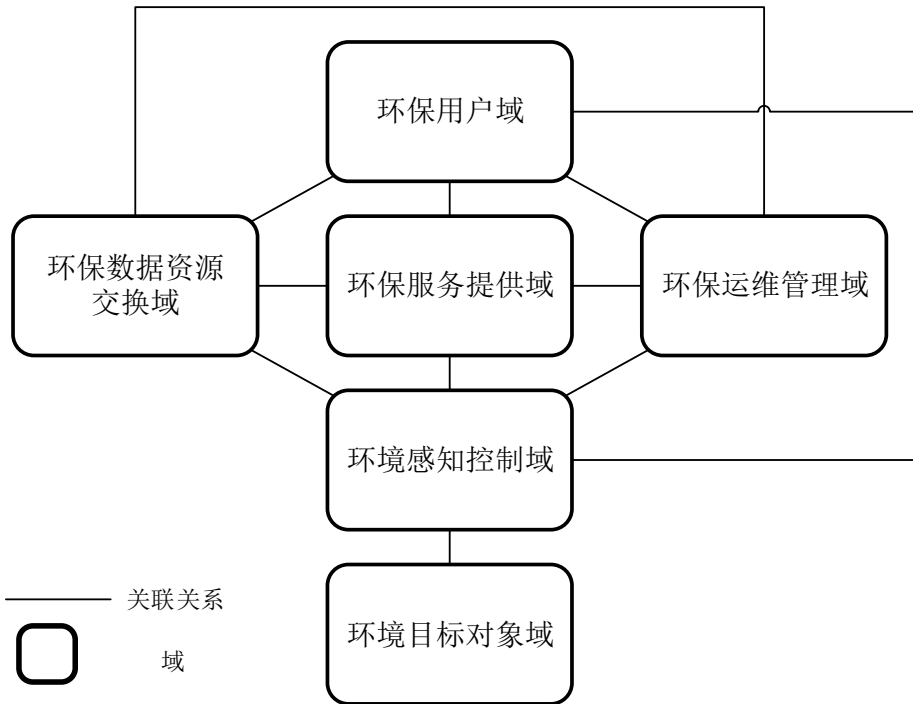 环保用户域
环保数据资源
交换域
环保服务提供域
环保运维管理域
环境感知控制域
环境目标对象域
关联关系
域